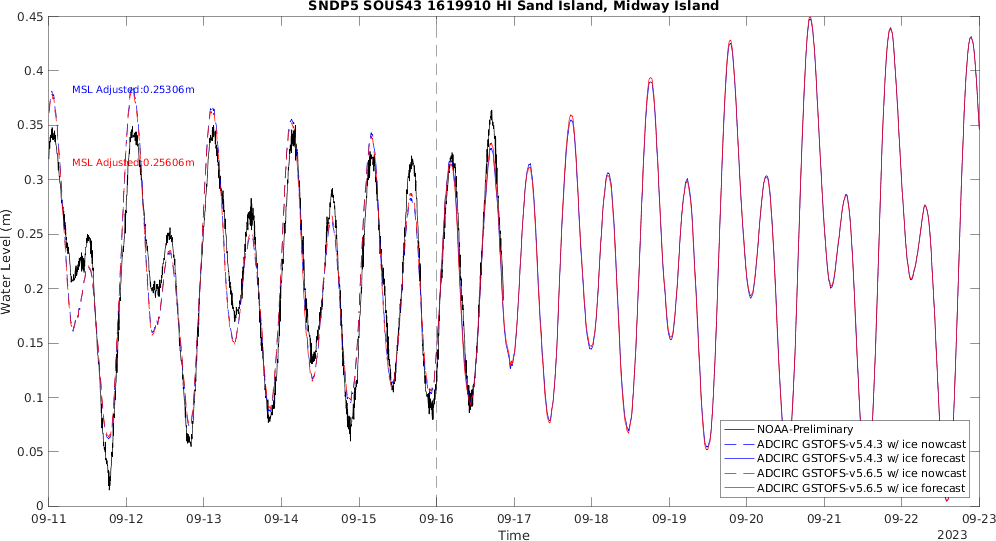 SNDP5 SOUS43 1619910 HI Sand Island, Midway Island
Water Level (m)
0.45
0.4
0.35
0.3
0.25
0.2
0.15
0.1
0.05
0
MSL Adjusted:0.25306m
MSL Adjusted:0.25606m
NOAA-Preliminary
ADCIRC GSTOFS-v5.4.3 w/ ice nowcast
ADCIRC GSTOFS-v5.4.3 w/ ice forecast
ADCIRC GSTOFS-v5.6.5 w/ ice nowcast
ADCIRC GSTOFS-v5.6.5 w/ ice forecast
09-11 09-12 09-13 09-14 09-15 09-16 09-17 09-18 09-19 09-20 09-21 09-22 09-23
Time
2023